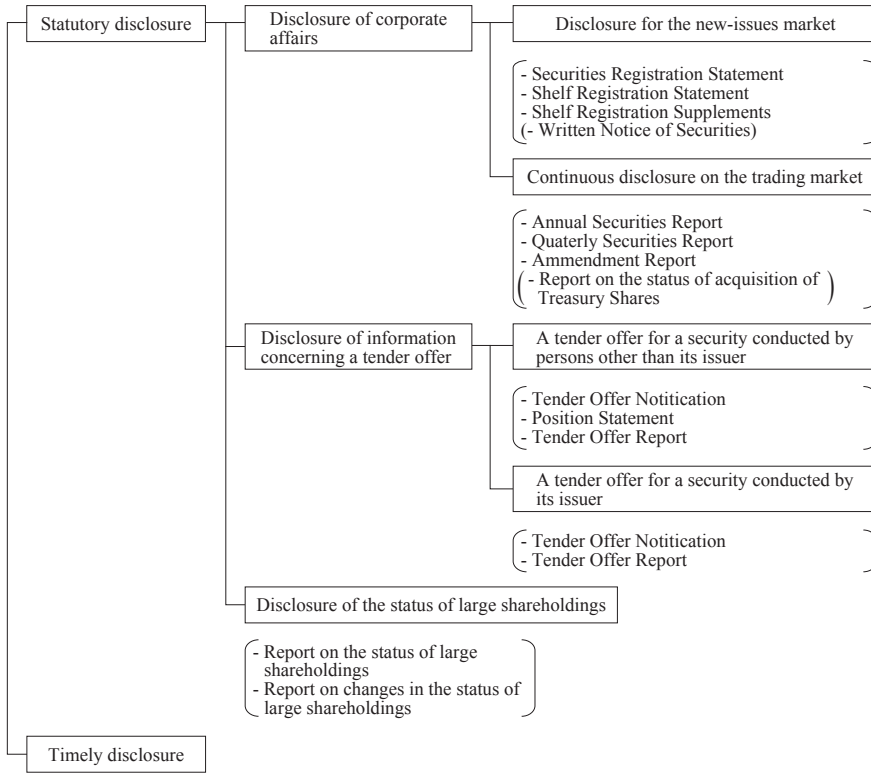 Statutory disclosure
Disclosure of corporate
affairs
Disclosure for the new-issues market
- Securities Registration Statement
- Shelf Registration Statement
- Shelf Registration Supplements
(- Written Notice of Securities)
Continuous disclosure on the trading market
- Annual Securities Report
- Quaterly Securities Report
- Ammendment Report
(- Report on the status of acquisition of
Treasury Shares)
Disclosure of information
concerning a tender offer
A tender offer for a security conducted by
persons other than its issuer
- Tender Offer Notitication
- Position Statement
- Tender Offer Report
A tender offer for a security conducted by
its issuer
- Tender Offer Notitication
- Tender Offer Report
Disclosure of the status of large shareholdings
- Report on the status of large
shareholdings
- Report on changes in the status of
large shareholdings
Timely disclosure